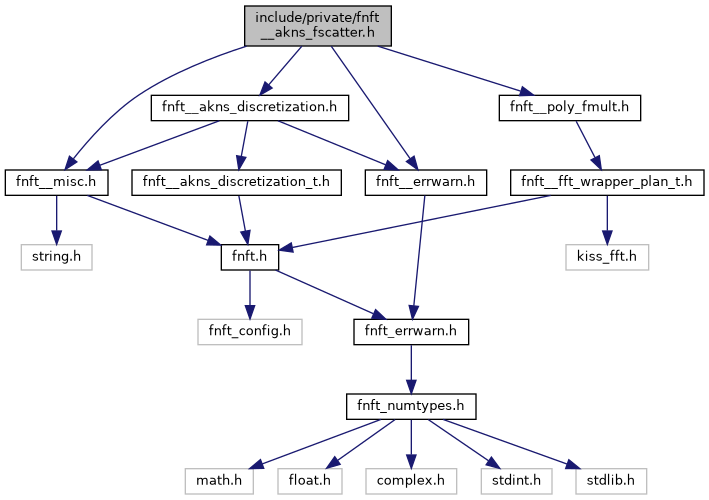 include/private/fnft
__akns_fscatter.h
fnft__akns_discretization.h
fnft__poly_fmult.h
fnft__misc.h
fnft__akns_discretization_t.h
fnft__errwarn.h
fnft__fft_wrapper_plan_t.h
string.h
fnft.h
kiss_fft.h
fnft_config.h
fnft_errwarn.h
fnft_numtypes.h
math.h
float.h
complex.h
stdint.h
stdlib.h